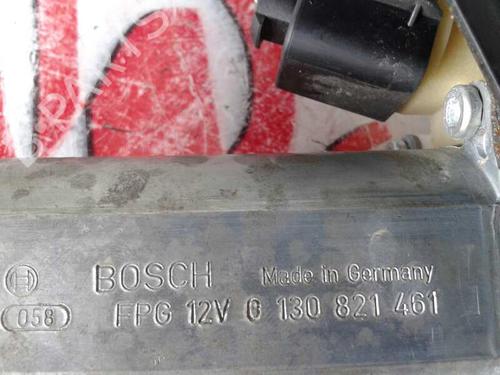 BOSCH Made in Germany
058 FPG 12V 0 130 821 461